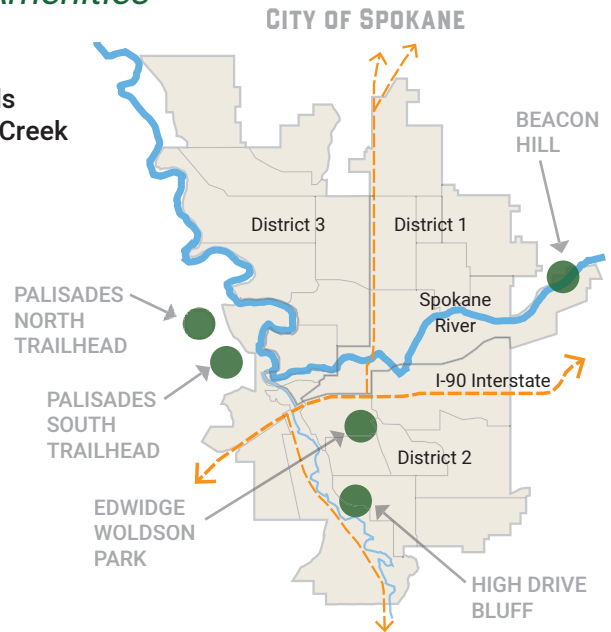 Amenities
CITY OF SPOKANE
Creek
BEACON
HILL
District 3
District 1
PALISADES
NORTH
TRAILHEAD
Spokane
River
I-90 Interstate
PALISADES
SOUTH
TRAILHEAD
District 2
EDWIDGE
WOLDSON
PARK
HIGH DRIVE
BLUFF